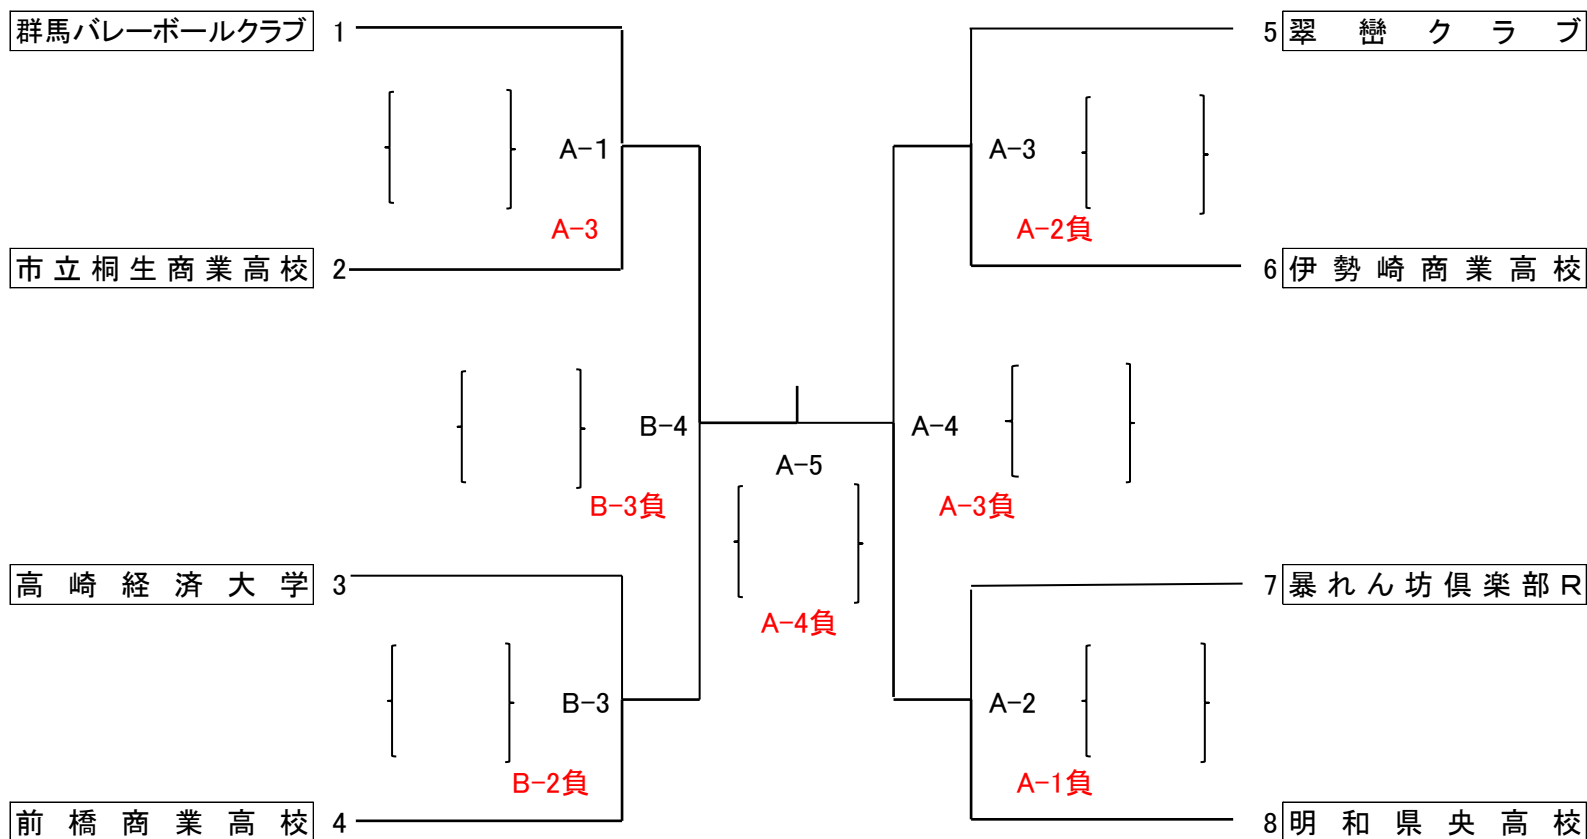 群馬バレーボールクラブ 1
5 翠巒クラブ
A-1
A-3
A-3
A-2負
市立桐生商業高校 2
6 伊勢崎商業高校
B-4
A-4
A-5
B-3負
A-3負
高崎経済大学 3
7 暴れん坊倶楽部R
A-4負
B-3
A-2
B-2負
A-1負
前橋商業高校 4
8 明和県央高校